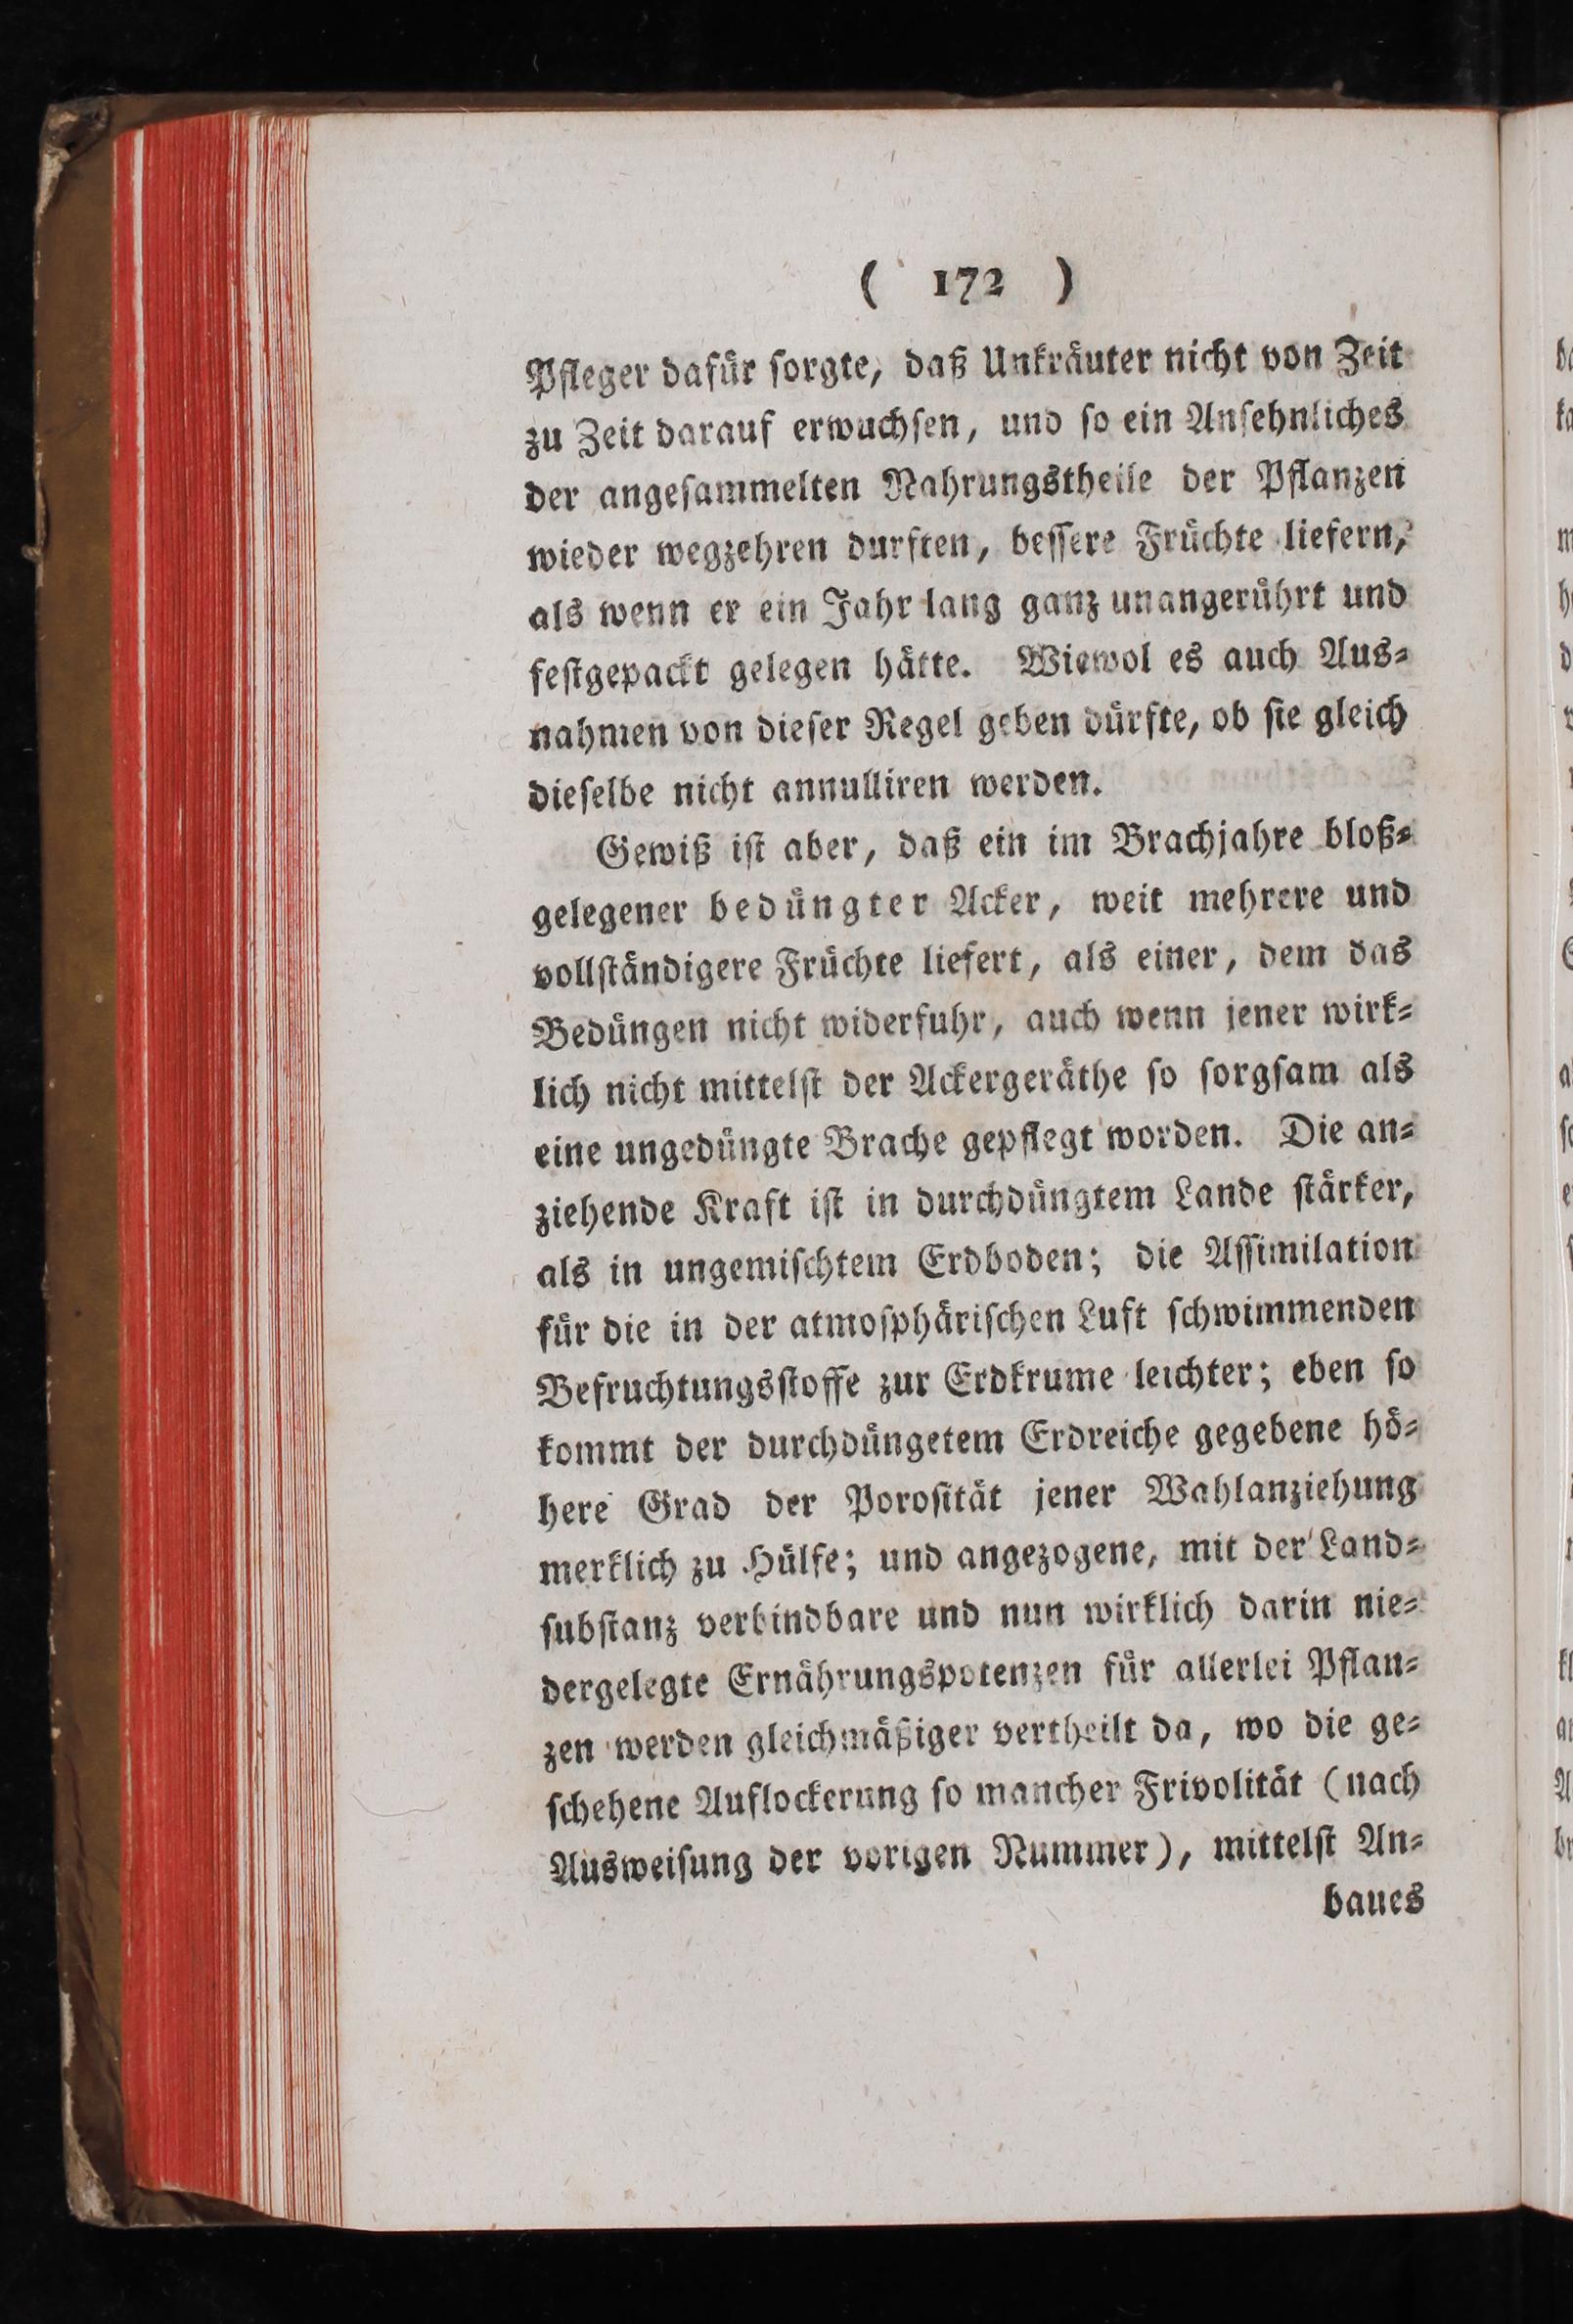 ( 172 )
Pfleger dafür ſorgte, daß Unkräuter nicht von Zeit
zu Zeit darauf erwuchſen, und ſo ein Anſehnliches
der angeſammelten Nahrungstheile der Pflanzen
wieder wegzehren durften, beſſere Früchte liefern,
als wenn er ein Jahr lang ganz unangerührt und
feſtgepackt gelegen hätte. Wiewol es auch Aus-
nahmen von dieſer Regel geben dürfte, ob ſie gleich
dieſelbe nicht annulliren werden.
Gewiß iſt aber, daß ein im Brachjahre bloß-
gelegener bedüngter Acker, weit mehrere und
vollſtändigere Früchte liefert, als einer, dem das
Bedüngen nicht widerfuhr, auch wenn jener wirk-
lich nicht mittelſt der Ackergeräthe ſo ſorgſam als
eine ungedüngte Brache gepflegt worden. Die an-
ziehende Kraft iſt in durchdüngtem Lande ſtärker,
als in ungemiſchtem Erdboden; die Aſſimilation
für die in der atmoſphäriſchen Luft ſchwimmenden
Befruchtungsſtoffe zur Erdkrume leichter; eben ſo
kommt der durchdüngetem Erdreiche gegebene hö-
here Grad der Poroſität jener Wahlanziehung
merklich zu Hülfe; und angezogene, mit der Land-
ſubſtanz verbindbare und nun wirklich darin nie-
dergelegte Ernährungspotenzen für allerlei Pflan-
zen werden gleichmäßiger vertheilt da, wo die ge-
ſchehene Auflockerung ſo mancher Frivolität (nach
Ausweiſung der vorigen Nummer), mittelſt An-
baues